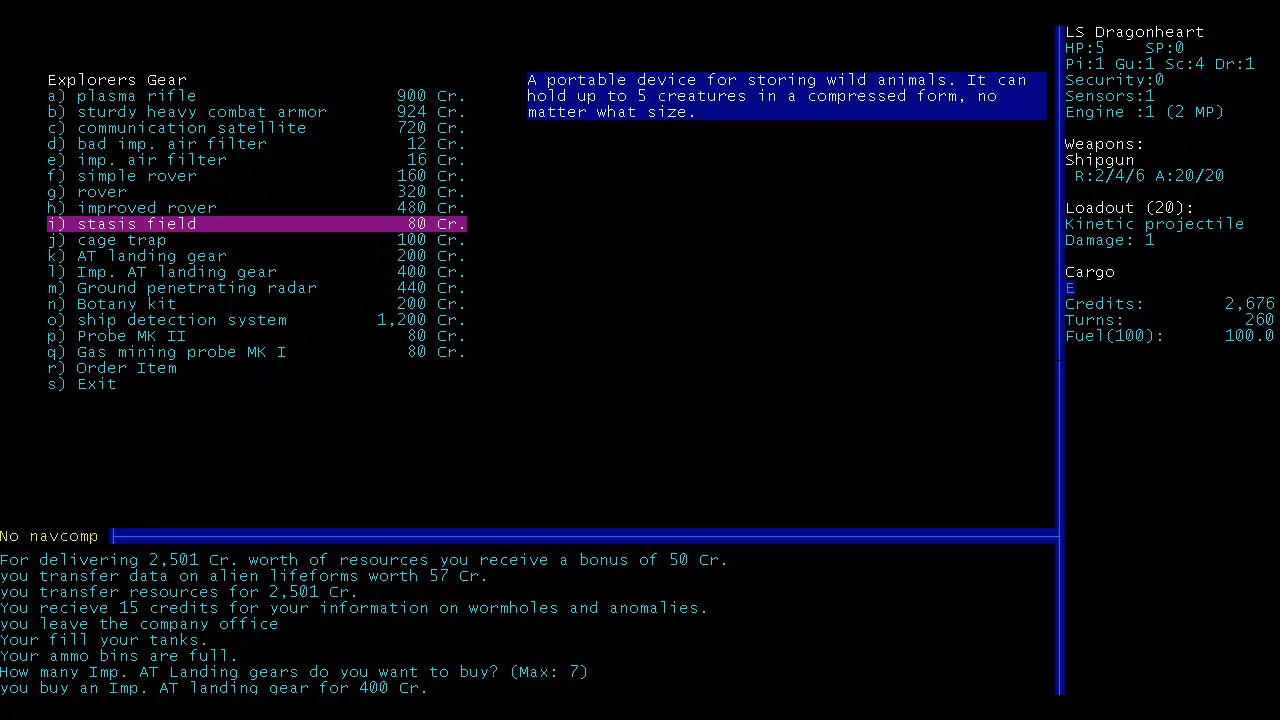 Explorers Gear
a) plasma rifle 900 Cr.
b) sturdy heavy combat armor 924 Cr.
c) communication satellite 720 Cr.
d) bad imp. air filter 12 Cr.
e) imp. air filter 16 Cr.
f) simple rover 160 Cr.
g) rover 320 Cr.
h) improved rover 480 Cr.
i) stasis field 80 Cr.
j) cage trap 100 Cr.
k) AT landing gear 200 Cr.
l) Imp. AT landing gear 400 Cr.
m) Ground penetrating radar 440 Cr.
n) Botany kit 200 Cr.
o) ship detection system 1,200 Cr.
p) Probe MK II 80 Cr.
q) Gas mining probe MK I 80 Cr.
r) Order Item
s) Exit
A portable device for storing wild animals. It can
hold up to 5 creatures in a compressed form, no
matter what size.
LS Dragonheart
HP:5 SP:0
Pi:1 Gu:1 Sc:4 Dr:1
Security:0
Sensors:1
Engine :1 (2 MP)
Weapons:
Shipgun
R:2/4/6 A:20/20
Loadout (20):
Kinetic projectile
Damage: 1
Cargo
E
Credits: 2,676
Turns: 260
Fuel(100): 100.0
No navcomp
For delivering 2,501 Cr. worth of resources you receive a bonus of 50 Cr.
you transfer data on alien lifeforms worth 57 Cr.
you transfer resources for 2,501 Cr.
You recieve 15 credits for your information on wormholes and anomalies.
you leave the company office
Your fill your tanks.
Your ammo bins are full.
How many Imp. AT Landing gears do you want to buy? (Max: 7)
you buy an Imp. AT landing gear for 400 Cr.